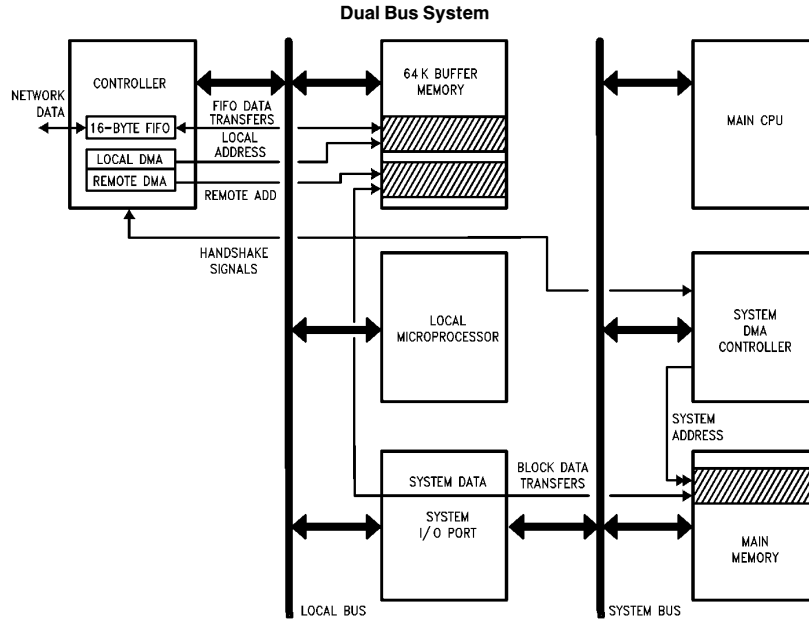 Dual Bus System
CONTROLLER
NETWORK
DATA
16-BYTE FIFO
LOCAL DMA
REMOTE DMA
FIFO DATA
TRANSFERS
LOCAL
ADDRESS
REMOTE ADD
64K BUFFER
MEMORY
MAIN CPU
HANDSHAKE
SIGNALS
LOCAL
MICROPROCESSOR
SYSTEM
DMA
CONTROLLER
SYSTEM
ADDRESS
SYSTEM DATA
BLOCK DATA
TRANSFERS
SYSTEM
I/O PORT
MAIN
MEMORY
LOCAL BUS
SYSTEM BUS